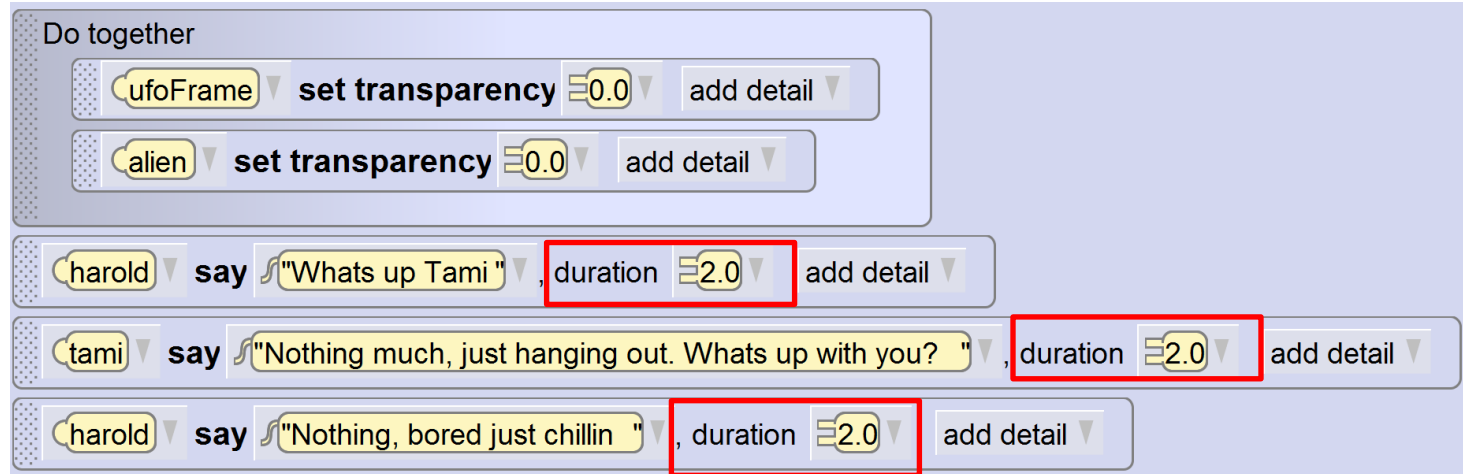 Do together
ufoFrame set transparency 0.0 add detail
alien set transparency 0.0 add detail
harold say "Whats up Tami ", duration 2.0 add detail
tami say "Nothing much, just hanging out. Whats up with you? ", duration 2.0 add detail
harold say "Nothing, bored just chillin ", duration 2.0 add detail